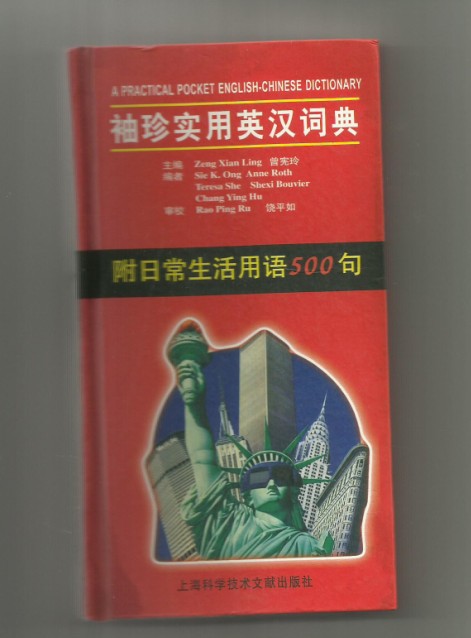 A PRACTICAL POCKET ENGLISH-CHINESE DICTIONARY
袖珍实用英汉词典
主编 Zeng Xian Ling 曾宪玲
编者 Sie K. Ong Anne Roth
Teresa She Shexi Bouvier
Chang Ying Hu
审校 Rao Ping Ru 饶平如
附日常生活用语500句
上海科学技术文献出版社